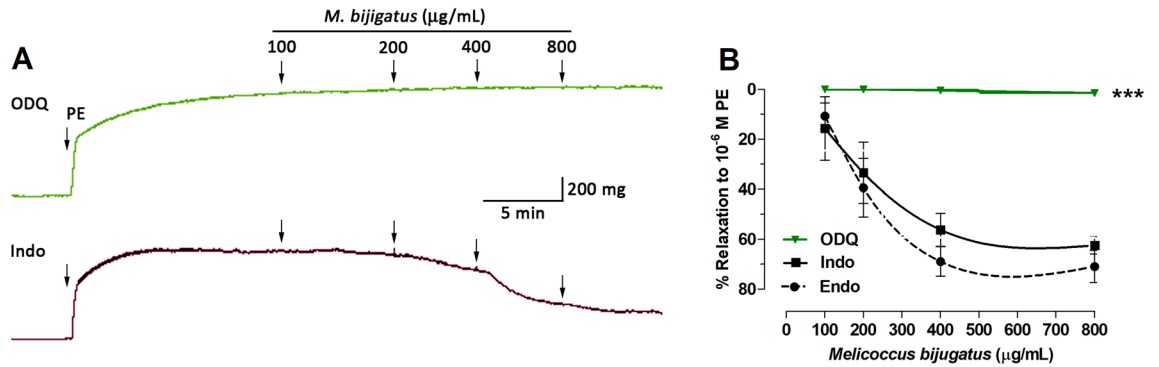 A
M. bijigatus (µg/mL)
100 200 400 800
ODQ
PE
200 mg
5 min
Indo
B
% Relaxation to 10⁻⁶ M PE
0
20
40
60
80
***
ODQ
Indo
Endo
0 100 200 300 400 500 600 700 800
Melicoccus bijugatus (µg/mL)